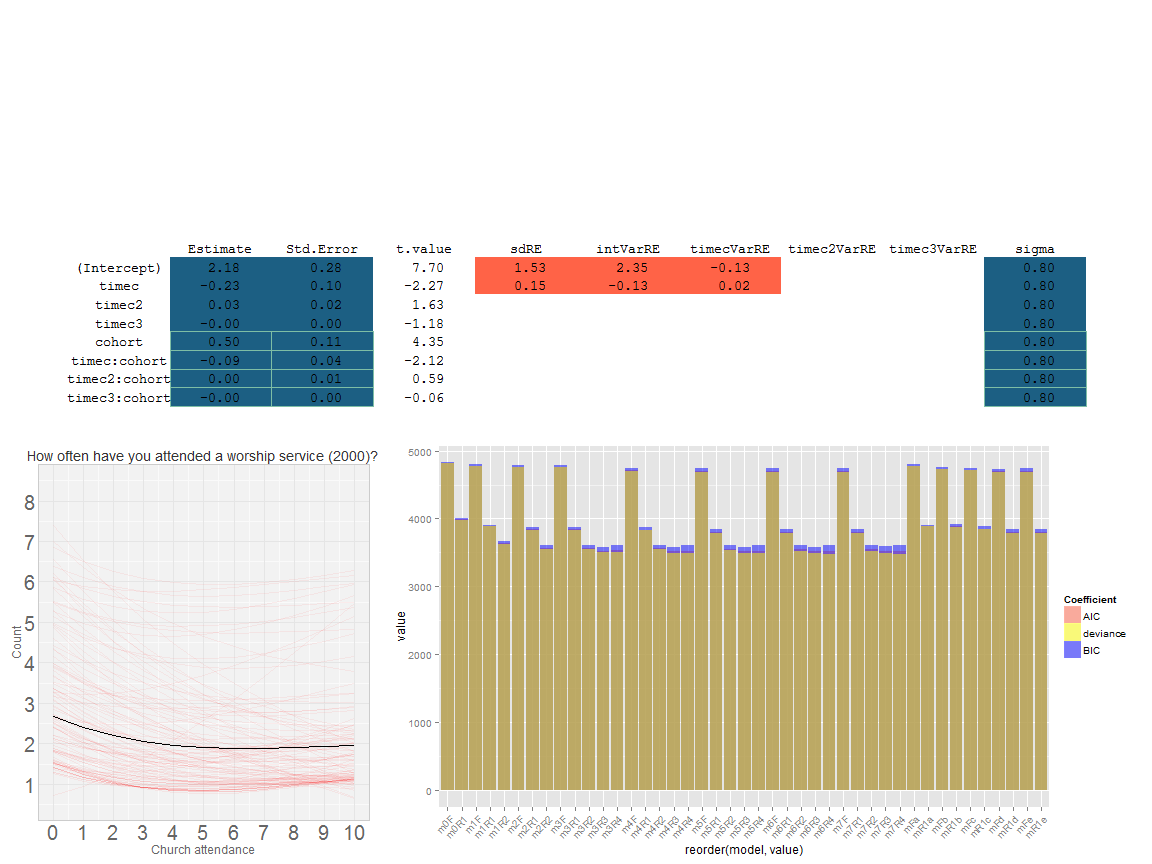 Estimate Std.Error t.value sdRE intVarRE timecVarRE timec2VarRE timec3VarRE sigma
(Intercept) 2.18 0.28 7.70 1.53 2.35 −0.13 0.80
timec −0.23 0.10 −2.27 0.15 −0.13 0.02 0.80
timec2 0.03 0.02 1.63 0.80
timec3 −0.00 0.00 −1.18 0.80
cohort 0.50 0.11 4.35 0.80
timec:cohort −0.09 0.04 −2.12 0.80
timec2:cohort 0.00 0.01 0.59 0.80
timec3:cohort −0.00 0.00 −0.06 0.80
How often have you attended a worship service (2000)?
8
7
6
5
4
3
2
1
Count
0 1 2 3 4 5 6 7 8 9 10
Church attendance
5000
4000
3000
2000
1000
0
value
m0F m0R1 m1F m1R1 m1R2 m2F m2R1 m2R2 m3F m3R1 m3R2 m3R3 m3R4 m4F m4R1 m4R2 m4R3 m4R4 m5F m5R1 m5R2 m5R3 m5R4 m6F m6R1 m6R2 m6R3 m6R4 m7F m7R1 m7R2 m7R3 m7R4 mFa mR1a mFb mR1b mFc mR1c mFd mR1d mFe mR1e
reorder(model, value)
Coefficient
AIC
deviance
BIC